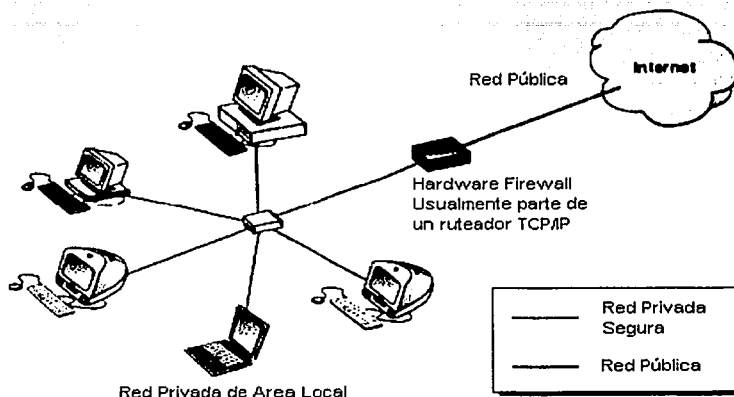 Internet
Red Pública
Hardware Firewall
Usualmente parte de
un ruteador TCP/IP
Red Privada
Segura
Red Pública
Red Privada de Area Local